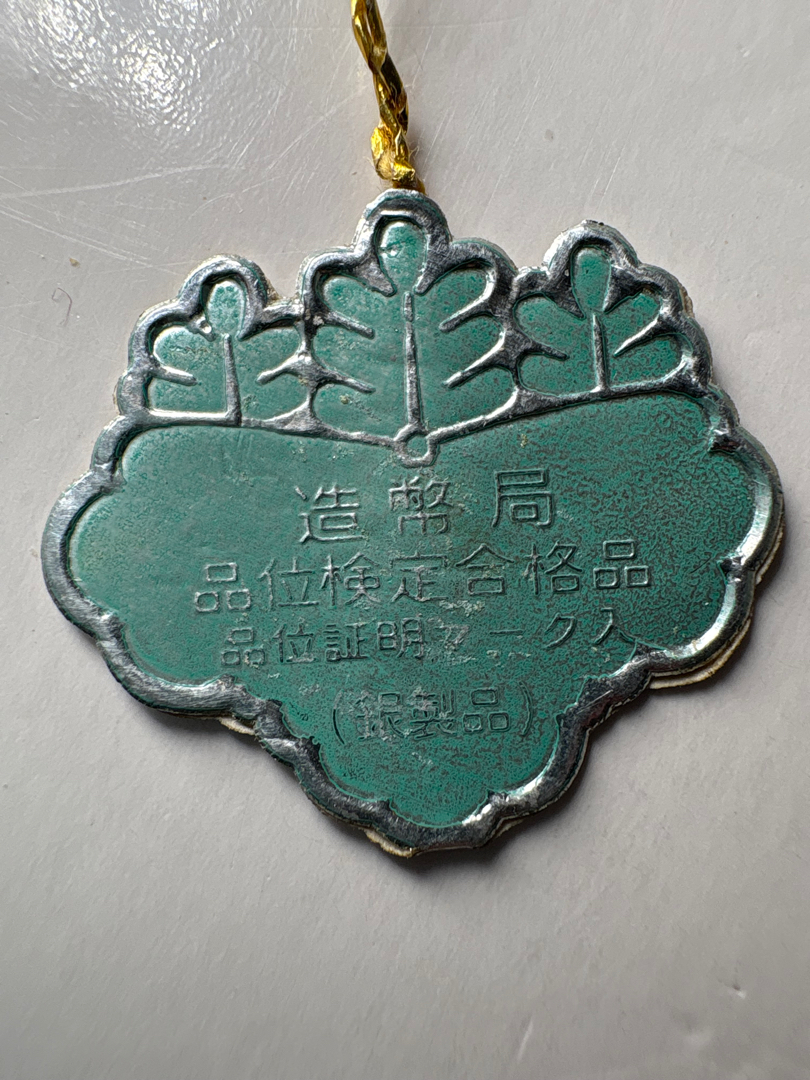 造幣局
品位検定合格品
品位証明マーク入
(銀製品)